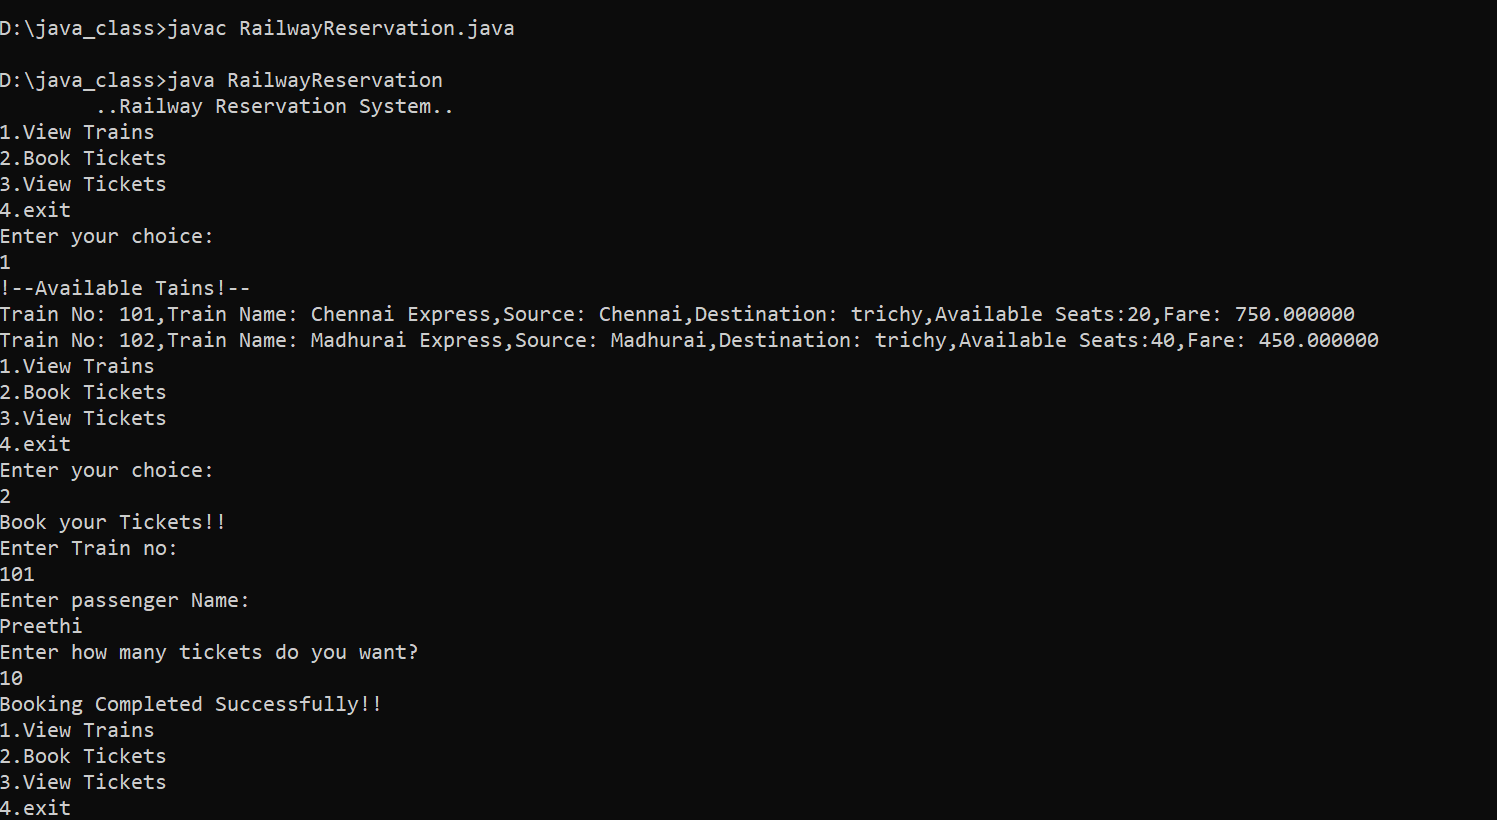 D:\java_class>javac RailwayReservation.java
D:\java_class>java RailwayReservation
..Railway Reservation System..
1.View Trains
2.Book Tickets
3.View Tickets
4.exit
Enter your choice:
1
!--Available Tains!--
Train No: 101,Train Name: Chennai Express,Source: Chennai,Destination: trichy,Available Seats:20,Fare: 750.000000
Train No: 102,Train Name: Madhurai Express,Source: Madhurai,Destination: trichy,Available Seats:40,Fare: 450.000000
1.View Trains
2.Book Tickets
3.View Tickets
4.exit
Enter your choice:
2
Book your Tickets!!
Enter Train no:
101
Enter passenger Name:
Preethi
Enter how many tickets do you want?
10
Booking Completed Successfully!!
1.View Trains
2.Book Tickets
3.View Tickets
4.exit